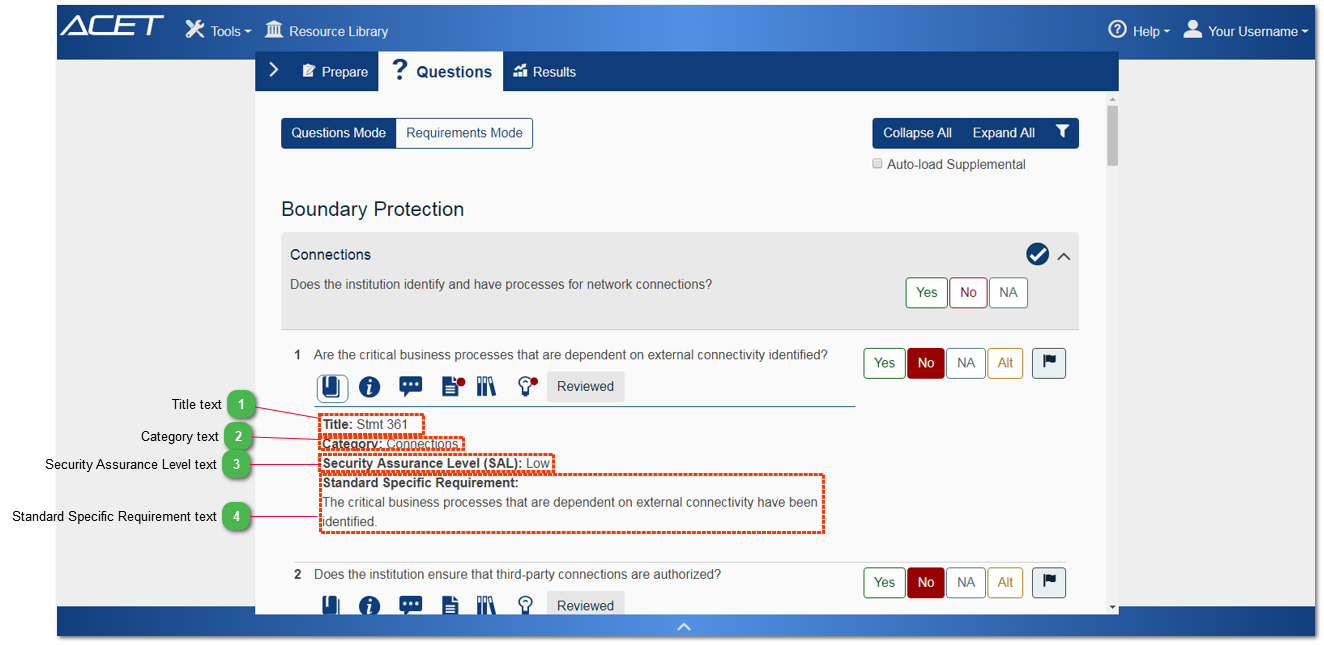 ACET Tools Resource Library Help Your Username
Prepare ? Questions Results
Questions Mode Requirements Mode Collapse All Expand All
Auto-load Supplemental
Boundary Protection
Connections
Does the institution identify and have processes for network connections? Yes No NA
1 Are the critical business processes that are dependent on external connectivity identified? Yes No NA Alt
Reviewed
Title text 1 Title: Stmt 361
Category text 2 Category: Connections
Security Assurance Level text 3 Security Assurance Level (SAL): Low
Standard Specific Requirement:
Standard Specific Requirement text 4 The critical business processes that are dependent on external connectivity have been
identified.
2 Does the institution ensure that third-party connections are authorized? Yes No NA Alt
Reviewed